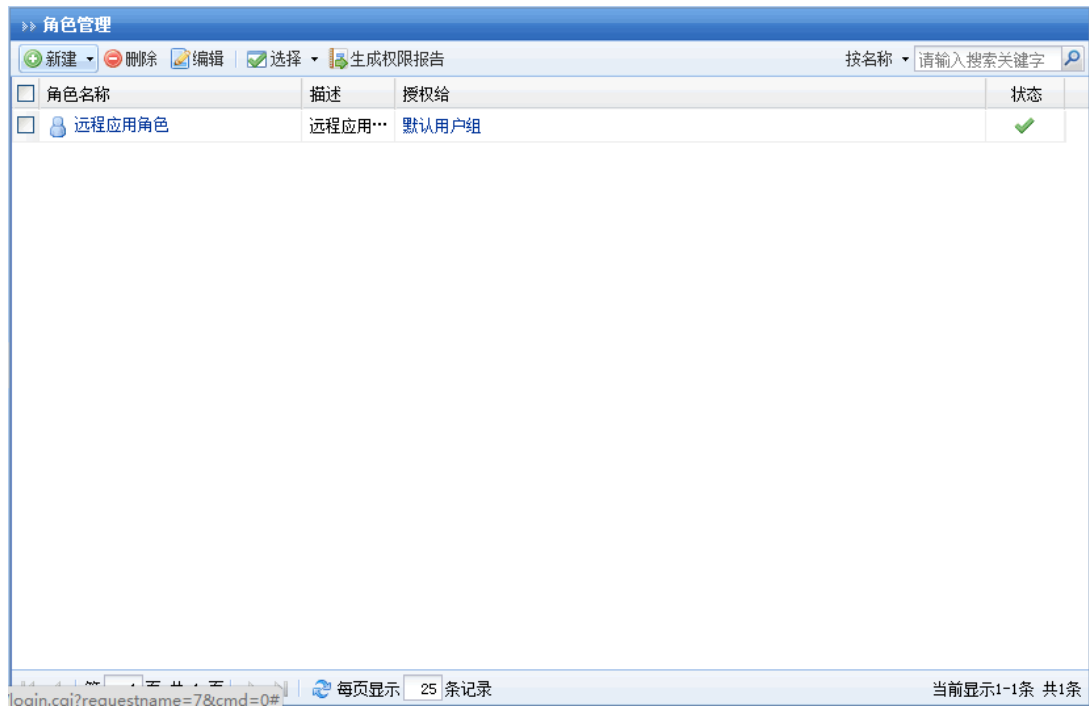 角色管理
新建 删除 编辑 选择 生成权限报告 按名称 请输入搜索关键字
角色名称 描述 授权给 状态
远程应用角色 远程应用… 默认用户组
每页显示 25 条记录 当前显示1-1条 共1条
login.cgi?requestname=7&cmd=0#